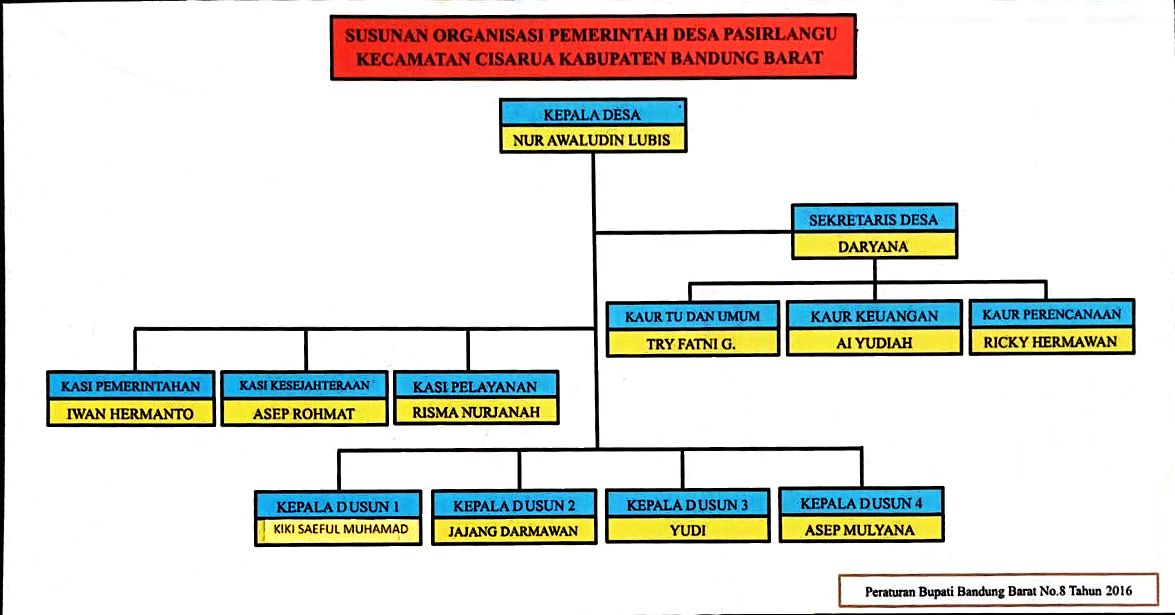 SUSUNAN ORGANISASI PEMERINTAH DESA PASIRLANGU
KECAMATAN CISARUA KABUPATEN BANDUNG BARAT
KEPALA DESA
NUR AWALUDIN LUBIS
SEKRETARIS DESA
DARYANA
KAUR TU DAN UMUM
TRY FATNI G.
KAUR KEUANGAN
AI YUDIAH
KAUR PERENCANAAN
RICKY HERMAWAN
KASI PEMERINTAHAN
IWAN HERMANTO
KASI KESEJAHTERAAN
ASEP ROHMAT
KASI PELAYANAN
RISMA NURJANAH
KEPALA DUSUN 1
KIKI SAEFUL MUHAMAD
KEPALA DUSUN 2
JAJANG DARMAWAN
KEPALA DUSUN 3
YUDI
KEPALA DUSUN 4
ASEP MULYANA
Peraturan Bupati Bandung Barat No.8 Tahun 2016